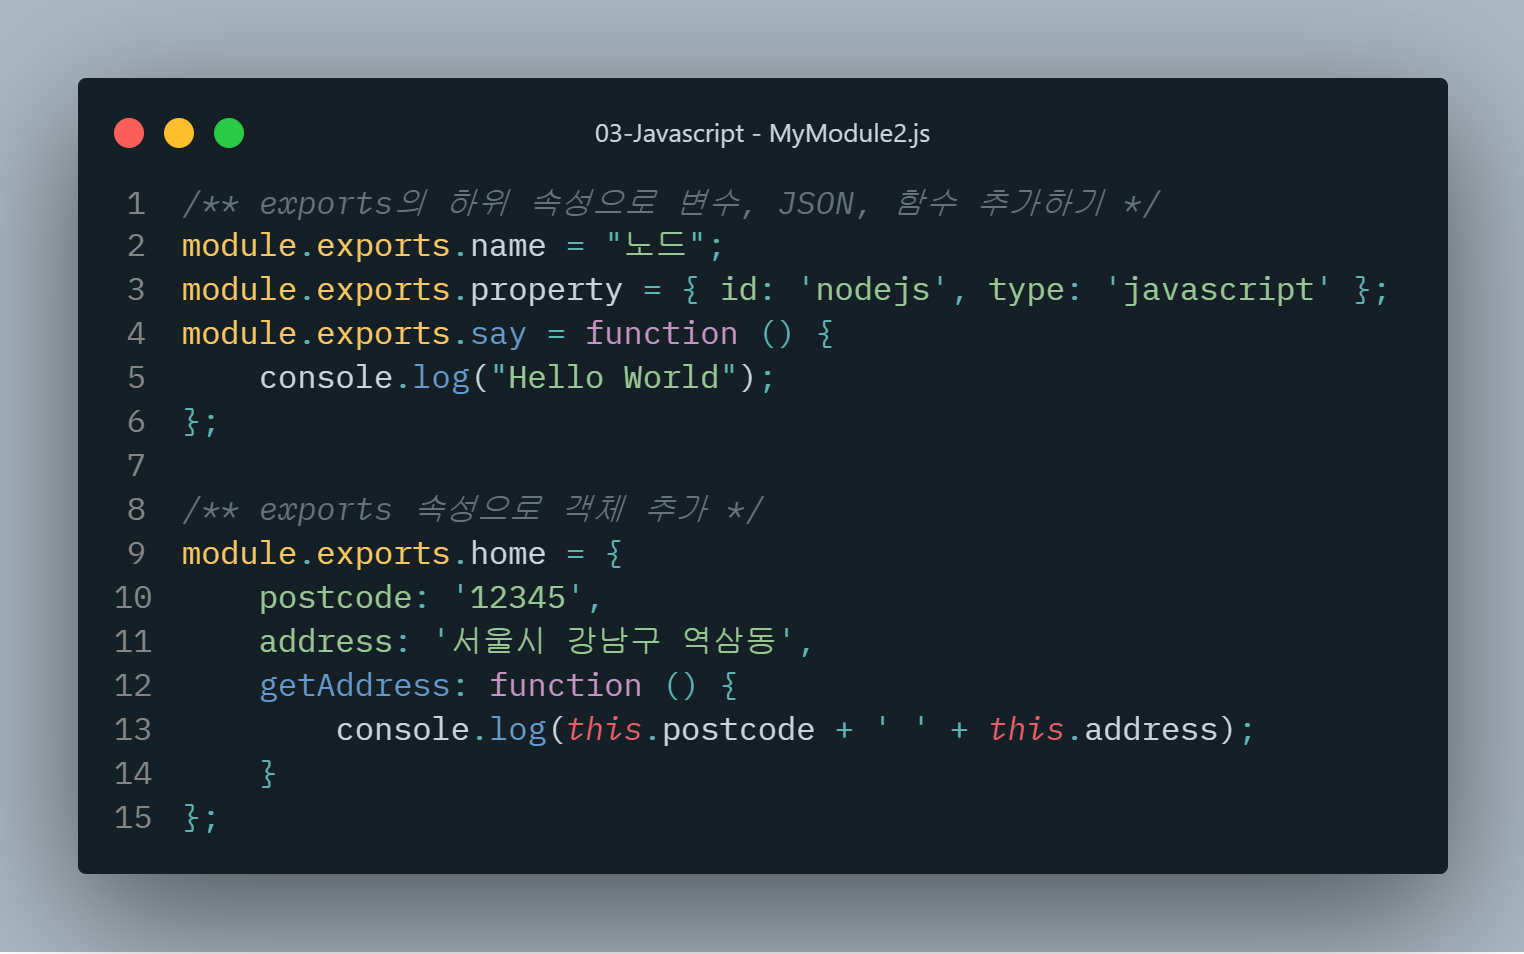 03-Javascript - MyModule2.js
1 /** exports의 하위 속성으로 변수, JSON, 함수 추가하기 */
2 module.exports.name = "노드";
3 module.exports.property = { id: 'nodejs', type: 'javascript' };
4 module.exports.say = function () {
5     console.log("Hello World");
6 };
7
8 /** exports 속성으로 객체 추가 */
9 module.exports.home = {
10     postcode: '12345',
11     address: '서울시 강남구 역삼동',
12     getAddress: function () {
13         console.log(this.postcode + ' ' + this.address);
14     }
15 };